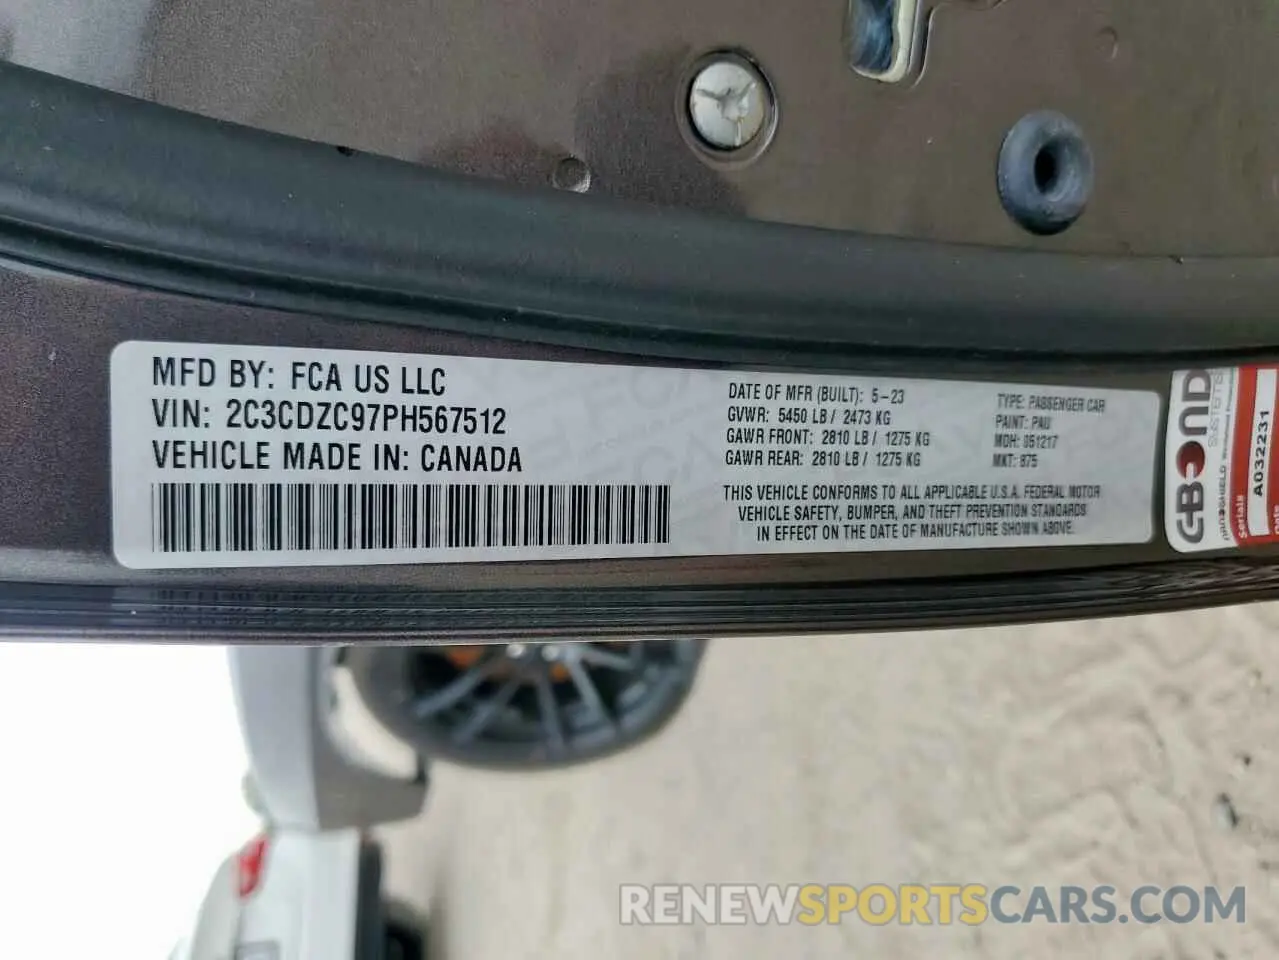 MFD BY: FCA US LLC
VIN: 2C3CDZC97PH567512
VEHICLE MADE IN: CANADA
DATE OF MFR (BUILT): 5-23
GVWR: 5450 LB / 2473 KG
GAWR FRONT: 2810 LB / 1275 KG
GAWR REAR: 2810 LB / 1275 KG
TYPE: PASSENGER CAR
PAINT: PAU
MDH: 051217
MKT: 875
THIS VEHICLE CONFORMS TO ALL APPLICABLE U.S.A. FEDERAL MOTOR
VEHICLE SAFETY, BUMPER, AND THEFT PREVENTION STANDARDS
IN EFFECT ON THE DATE OF MANUFACTURE SHOWN ABOVE.
C-BOND
SYSTEMS
Serial#
A032231
RENEWSPORTSCARS.COM